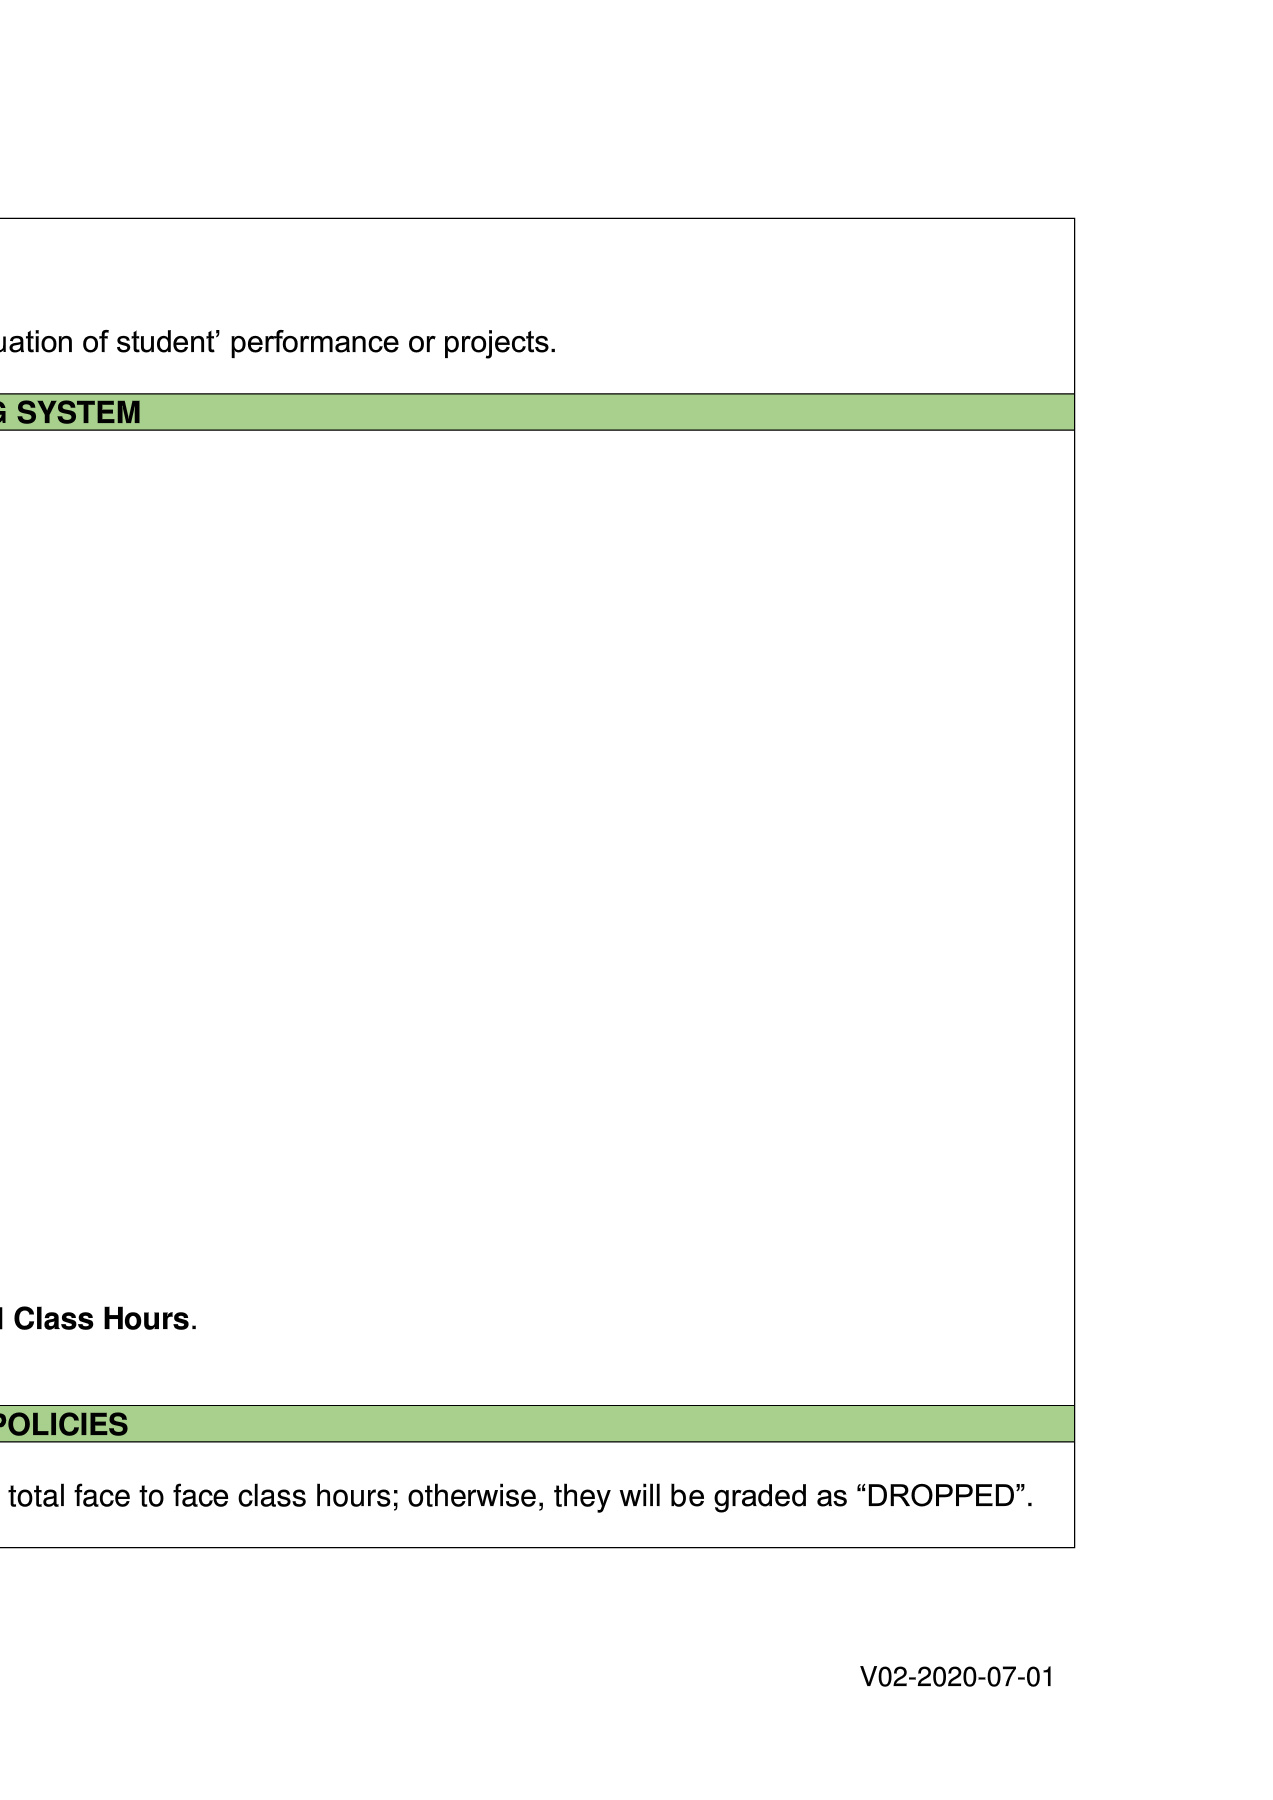 uation of student’ performance or projects.
G SYSTEM
l Class Hours.
POLICIES
total face to face class hours; otherwise, they will be graded as “DROPPED”.
V02-2020-07-01